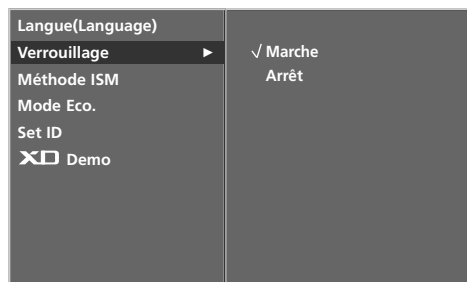 Langue(Language)
Verrouillage ►
Méthode ISM
Mode Eco.
Set ID
XD Demo
√ Marche
Arrêt